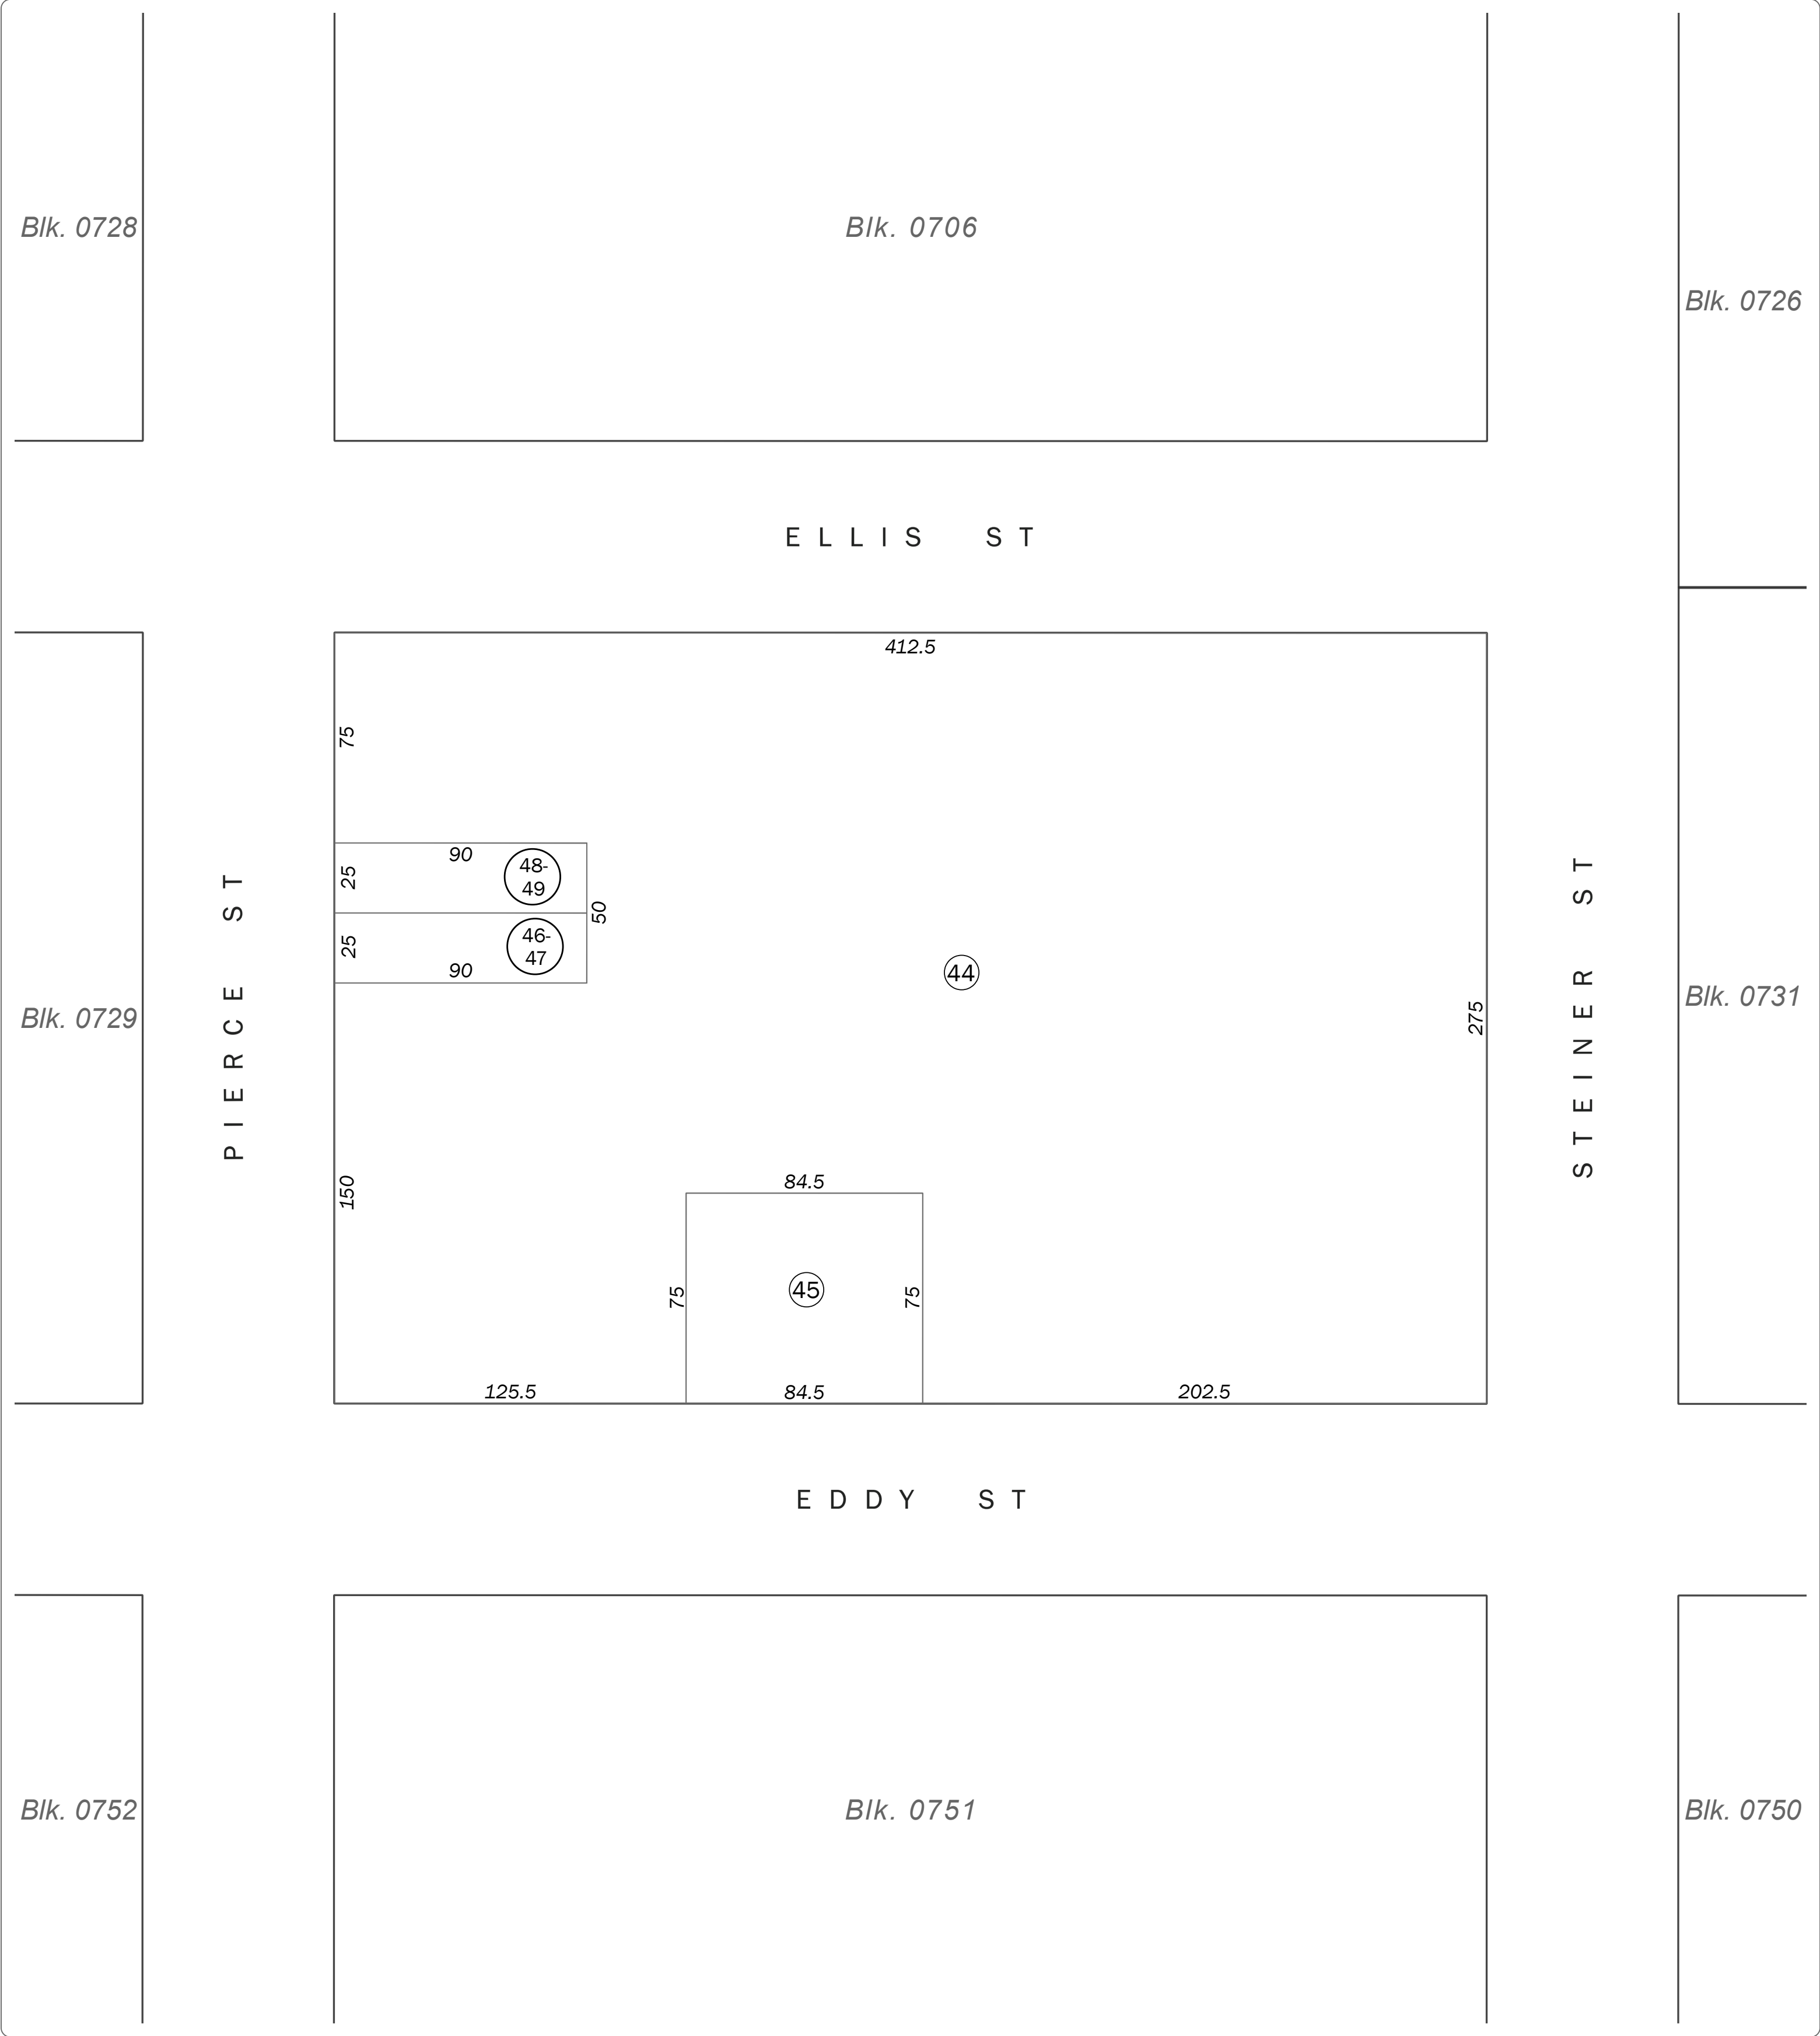 Blk. 0728
Blk. 0706
Blk. 0726
ELLIS ST
412.5
75
90
48-
49
25
50
46-
47
25
90
44
PIERCE ST
STEINER ST
Blk. 0729
Blk. 0731
275
150
84.5
75
45
75
125.5
84.5
202.5
EDDY ST
Blk. 0752
Blk. 0751
Blk. 0750